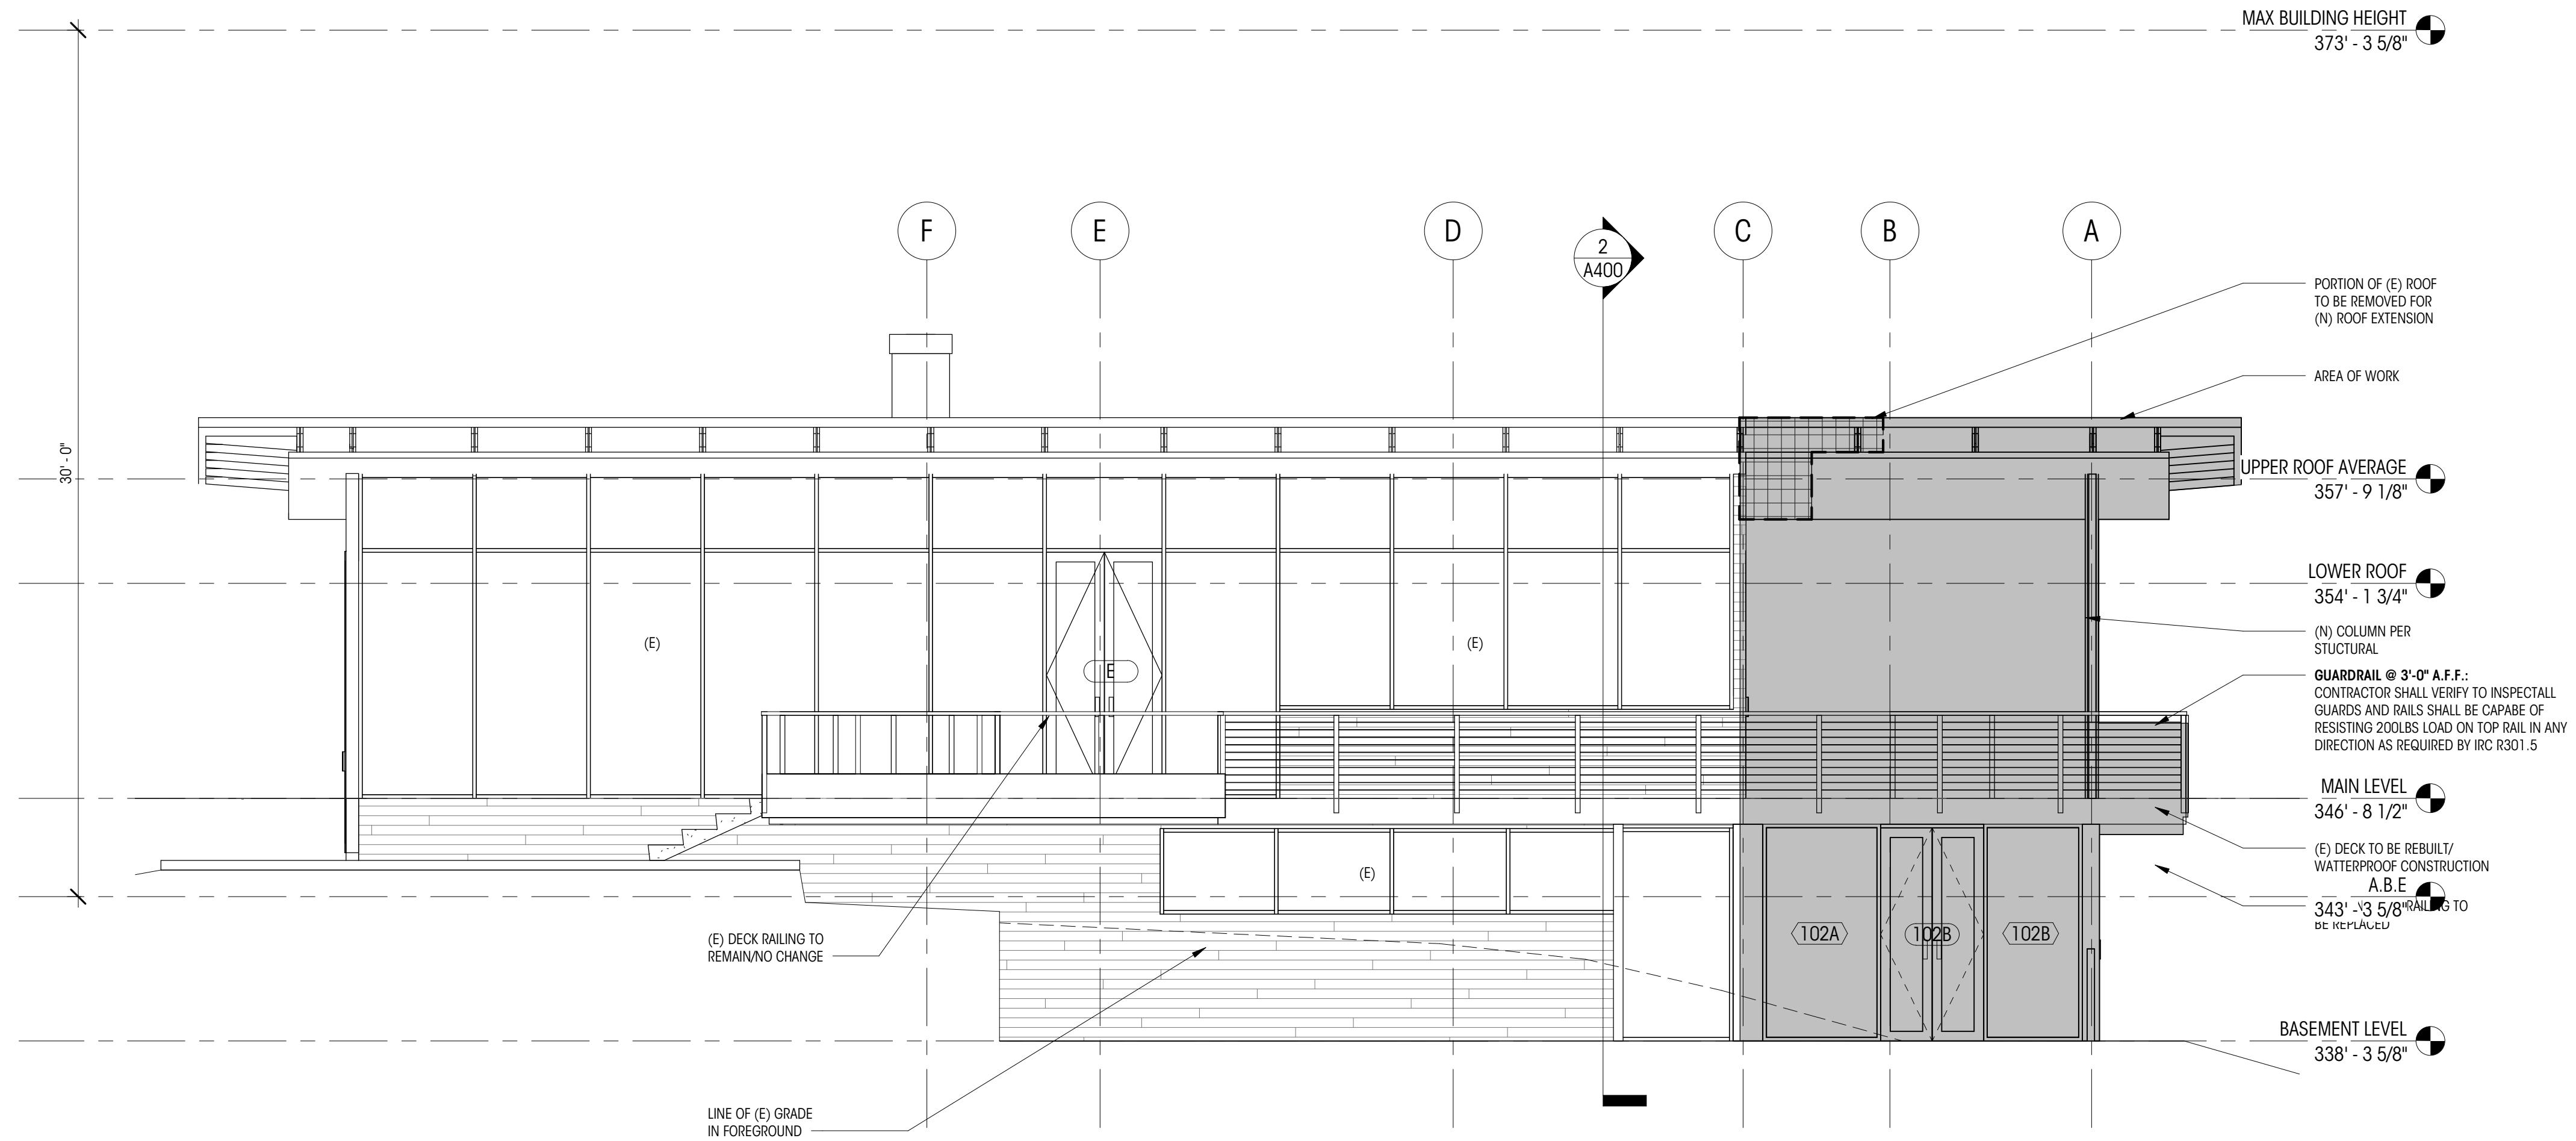 MAX BUILDING HEIGHT
373' - 3 5/8"
F
E
D
C
B
A
2
A400
PORTION OF (E) ROOF
TO BE REMOVED FOR
(N) ROOF EXTENSION
AREA OF WORK
30' - 0"
UPPER ROOF AVERAGE
357' - 9 1/8"
LOWER ROOF
354' - 1 3/4"
(N) COLUMN PER
STUCTURAL
(E)
(E)
E
GUARDRAIL @ 3'-0" A.F.F.:
CONTRACTOR SHALL VERIFY TO INSPECTALL
GUARDS AND RAILS SHALL BE CAPABE OF
RESISTING 200LBS LOAD ON TOP RAIL IN ANY
DIRECTION AS REQUIRED BY IRC R301.5
MAIN LEVEL
346' - 8 1/2"
(E) DECK TO BE REBUILT/
WATTERPROOF CONSTRUCTION
(E)
A.B.E
343' - 3 5/8"
RAILING TO
BE REPLACED
102A
102B
102B
(E) DECK RAILING TO
REMAIN/NO CHANGE
BASEMENT LEVEL
338' - 3 5/8"
LINE OF (E) GRADE
IN FOREGROUND